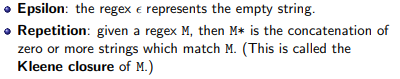 Epsilon: the regex ϵ represents the empty string.
Repetition: given a regex M, then M* is the concatenation of
zero or more strings which match M. (This is called the
Kleene closure of M.)